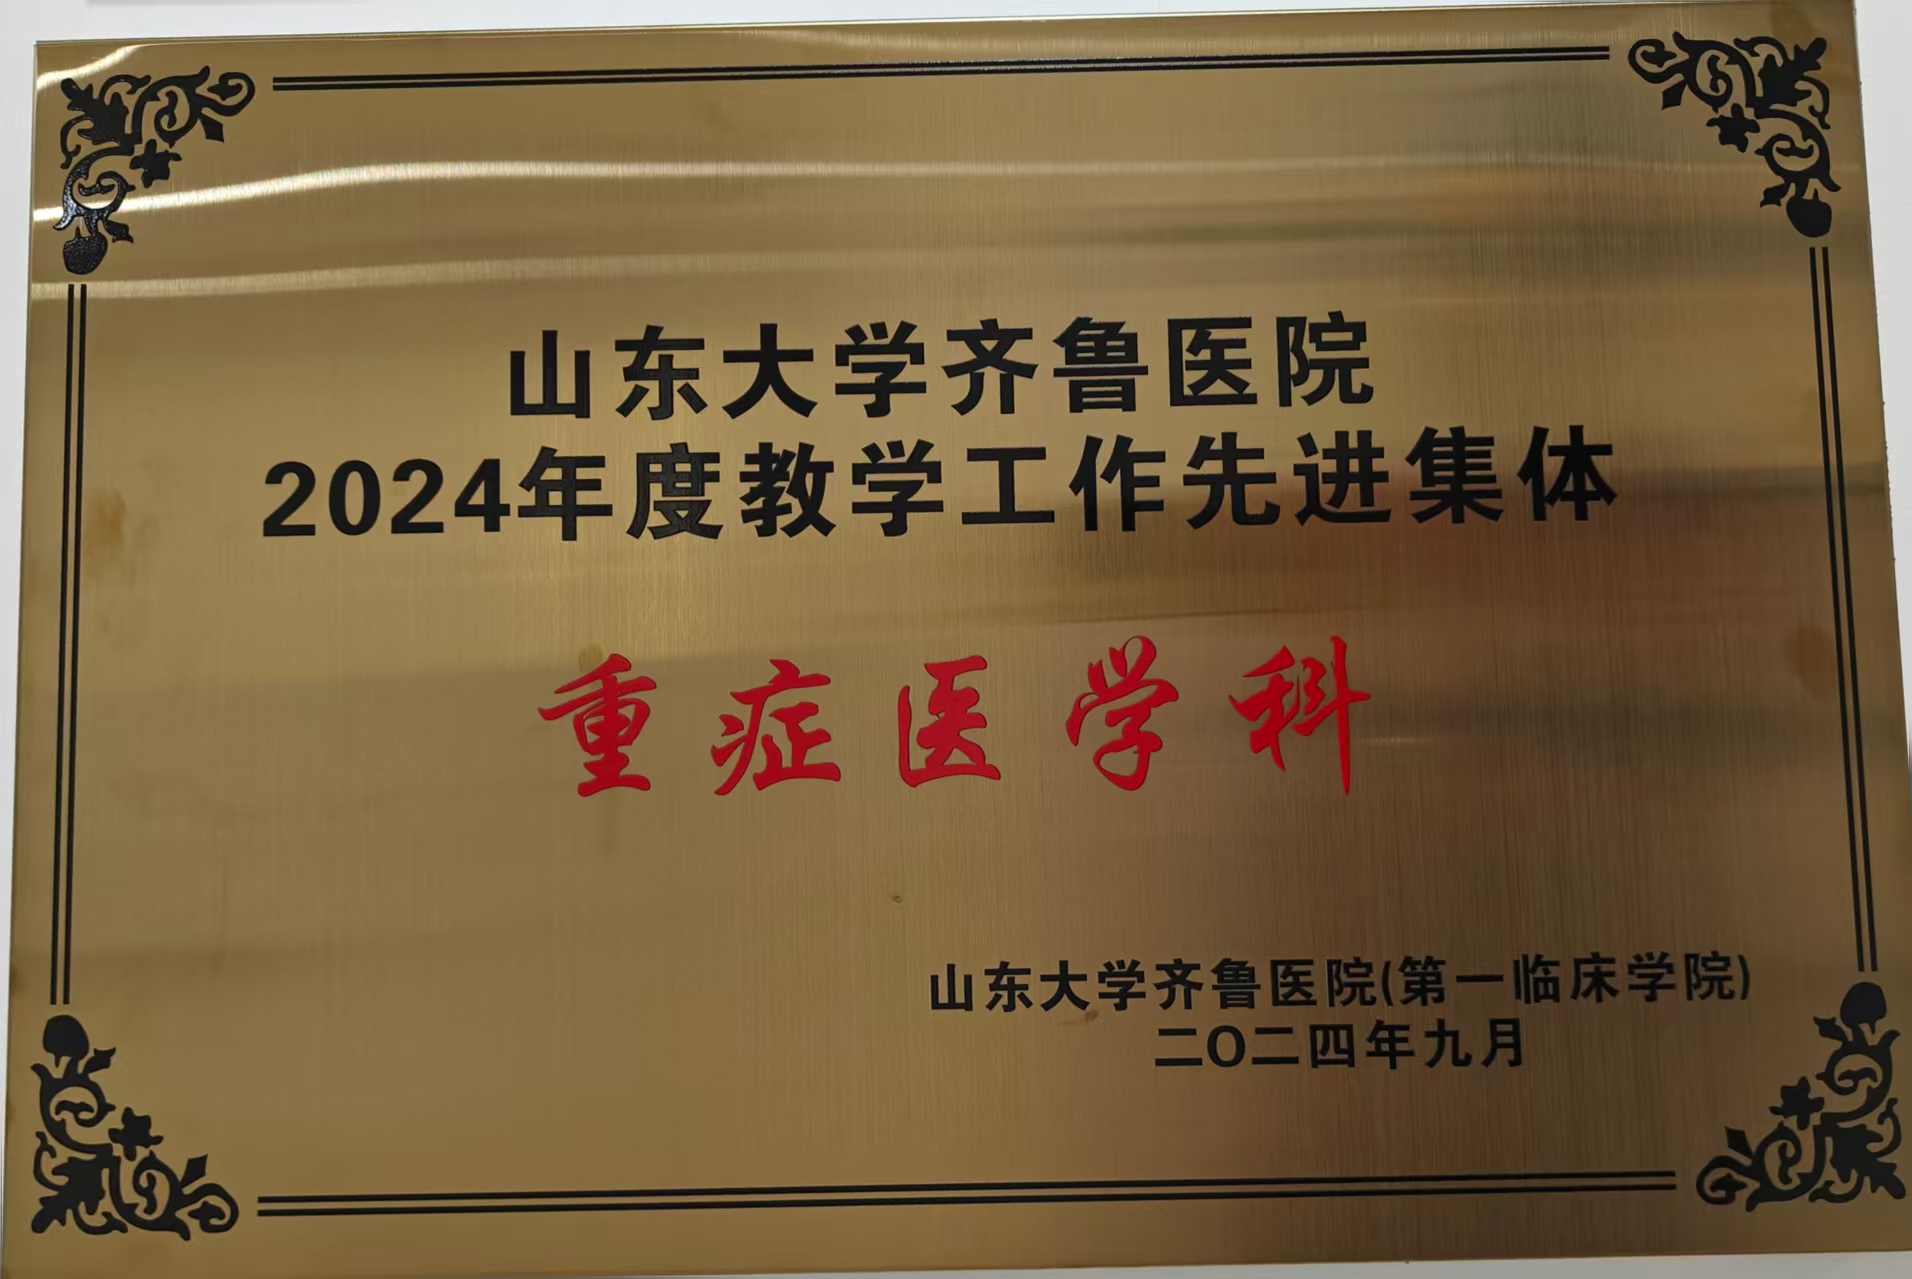 山东大学齐鲁医院
2024年度教学工作先进集体
重症医学科
山东大学齐鲁医院(第一临床学院)
二〇二四年九月